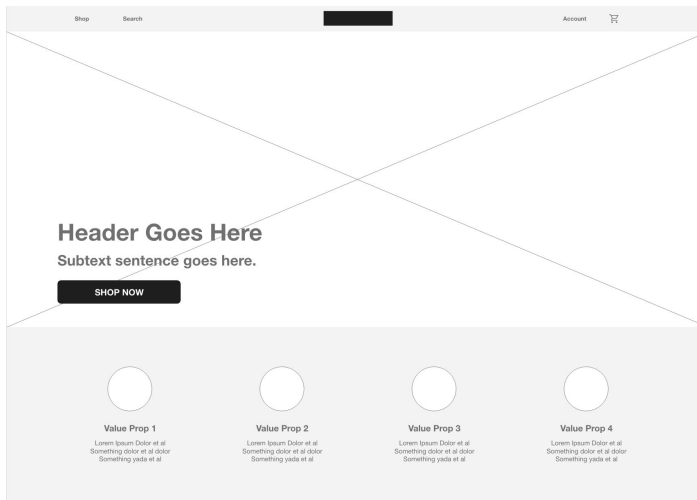 Shop
Search
Account
Header Goes Here
Subtext sentence goes here.
SHOP NOW
Value Prop 1
Lorem Ipsum Dolor et al
Something et al dolor
Something yada et al
Value Prop 2
Lorem Ipsum Dolor et al
Something et al dolor
Something yada et al
Value Prop 3
Lorem Ipsum Dolor et al
Something et al dolor
Something yada et al
Value Prop 4
Lorem Ipsum Dolor et al
Something et al dolor
Something yada et al